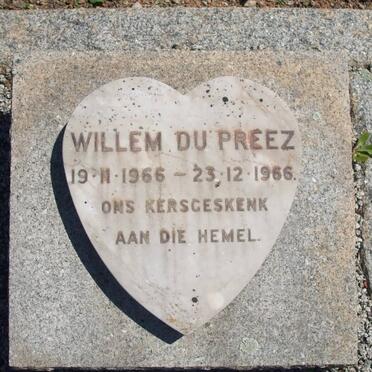 WILLEM DU PREEZ
19·11·1966 – 23·12·1966.
ONS KERSGESKENK
AAN DIE HEMEL.